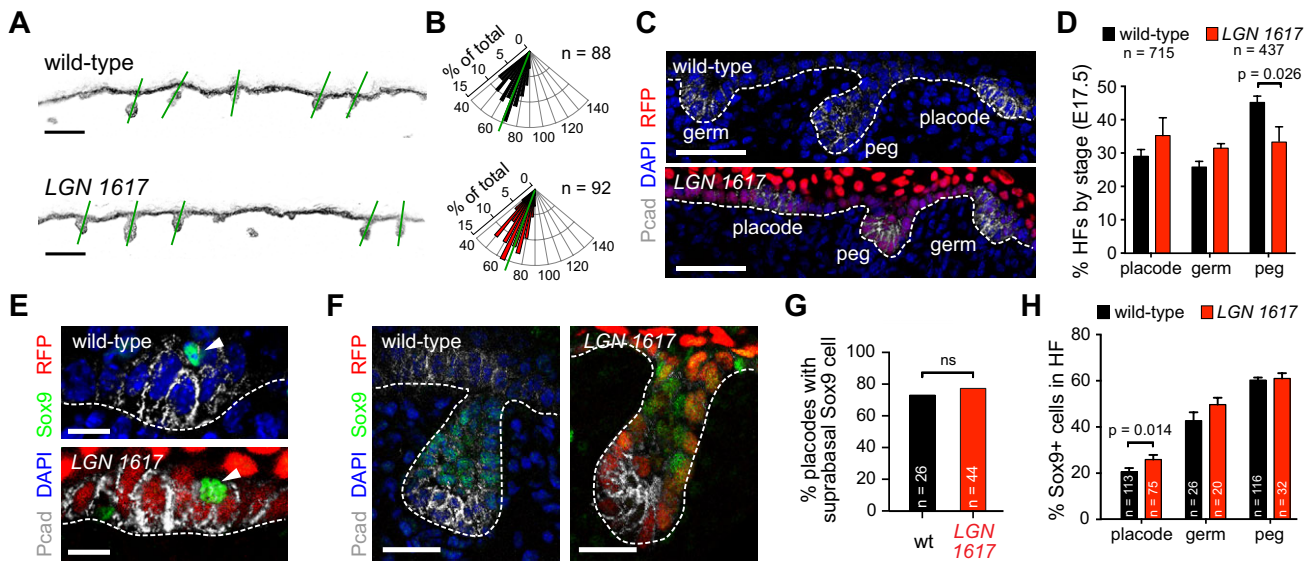 A
wild-type
LGN 1617
B
% of total
0
5
10
15
40
60
80
100
120
140
n = 88
% of total
0
5
10
15
40
60
80
100
120
140
n = 92
C
Pcad DAPI RFP
wild-type
germ
peg
placode
LGN 1617
placode
peg
germ
D
wild-type
LGN 1617
n = 715
n = 437
p = 0.026
% HFs by stage (E17.5)
60
50
40
30
20
10
0
placode
germ
peg
E
Pcad DAPI Sox9 RFP
wild-type
LGN 1617
F
Pcad DAPI Sox9 RFP
wild-type
LGN 1617
G
% placodes with
suprabasal Sox9 cell
100
80
60
40
20
0
ns
n = 26
n = 44
wt
LGN
1617
H
wild-type
LGN 1617
% Sox9+ cells in HF
80
60
40
20
0
p = 0.014
n = 113
n = 75
n = 26
n = 20
n = 116
n = 32
placode
germ
peg